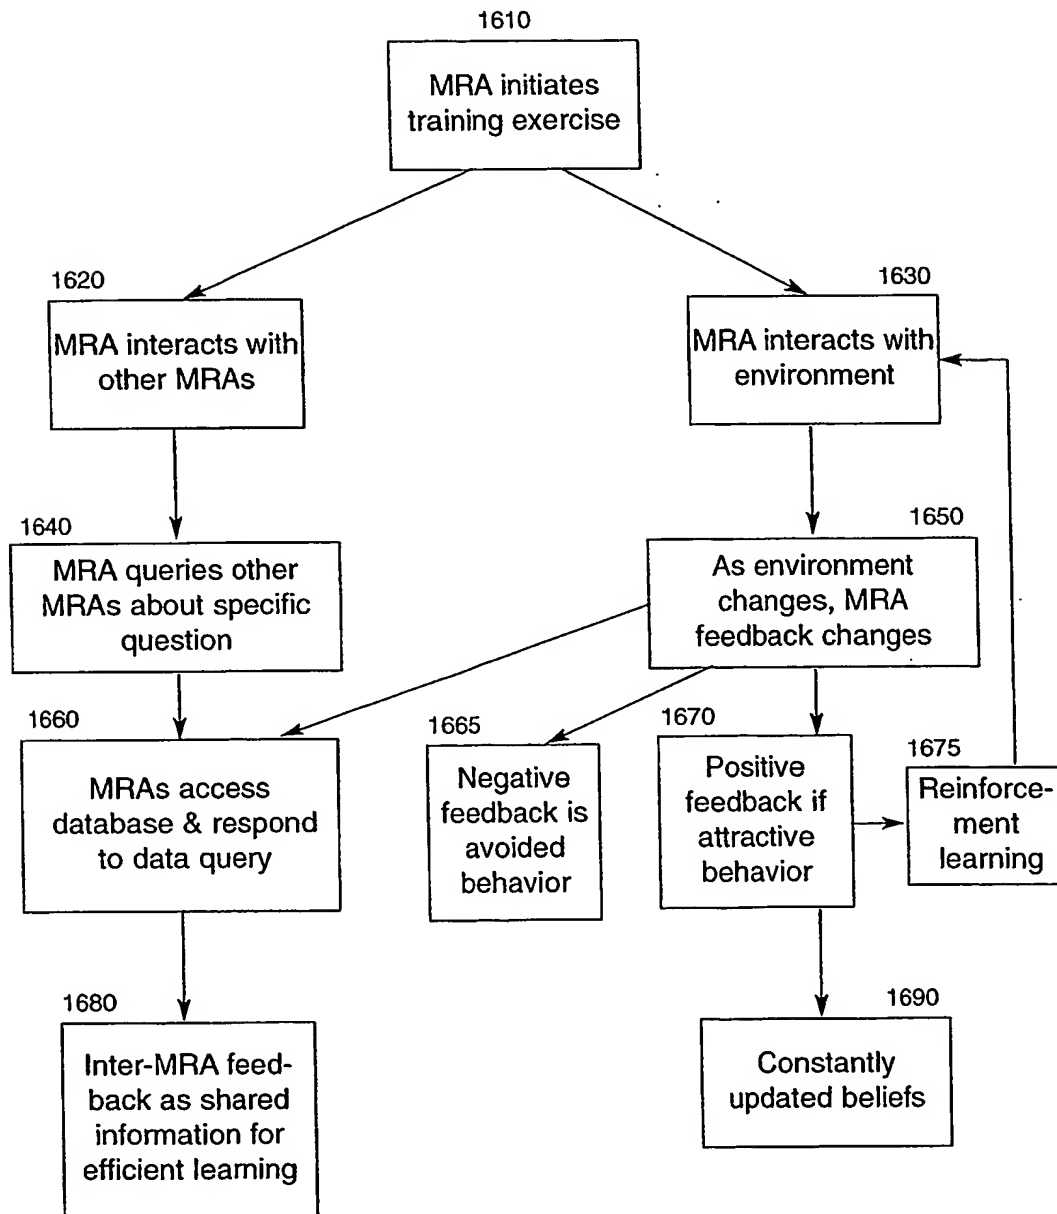 1610
MRA initiates
training exercise
1620
MRA interacts with
other MRAs
1630
MRA interacts with
environment
1640
MRA queries other
MRAs about specific
question
1650
As environment
changes, MRA
feedback changes
1660
MRAs access
database & respond
to data query
1665
Negative
feedback is
avoided
behavior
1670
Positive
feedback if
attractive
behavior
1675
Reinforce-
ment
learning
1680
Inter-MRA feed-
back as shared
information for
efficient learning
1690
Constantly
updated beliefs